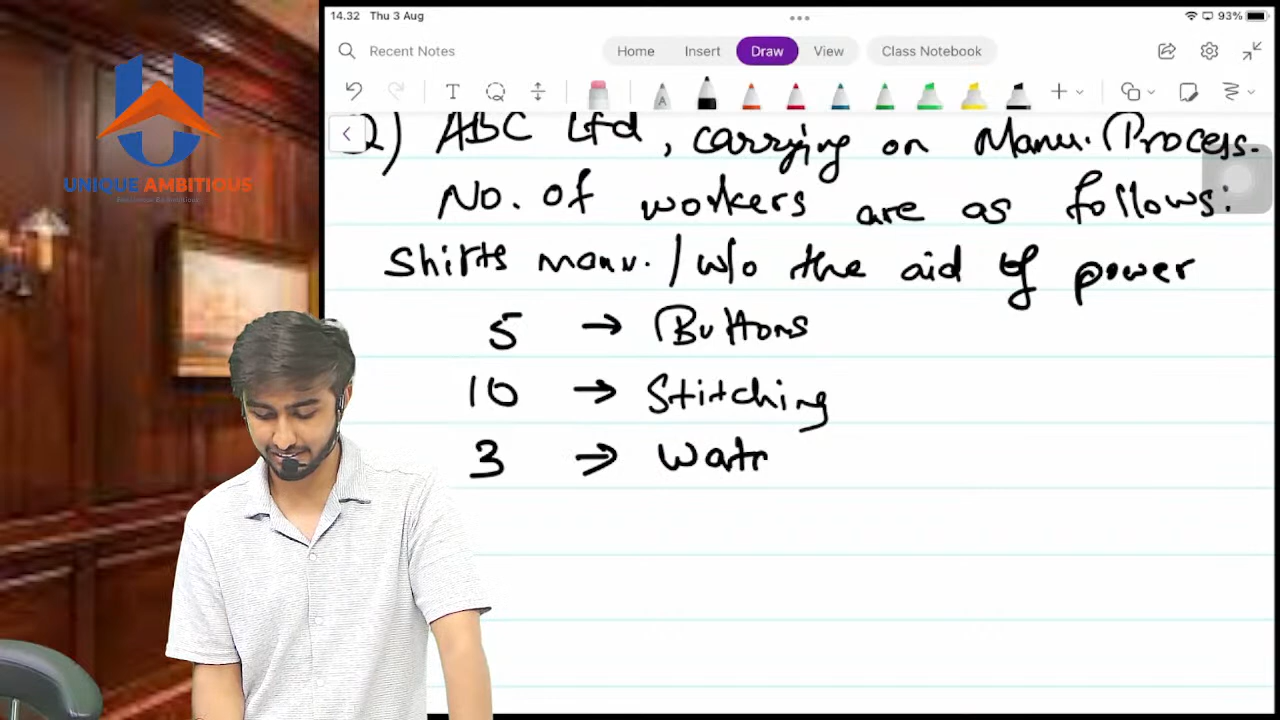 14.32 Thu 3 Aug
93%
Recent Notes
Home Insert Draw View Class Notebook
2) ABC Ltd, carrying on Manu. Process.
No. of workers are as follows:
Shirts manu. / w/o the aid of power
5 → Buttons
10 → Stitching
3 → Watr
UNIQUE AMBITIOUS